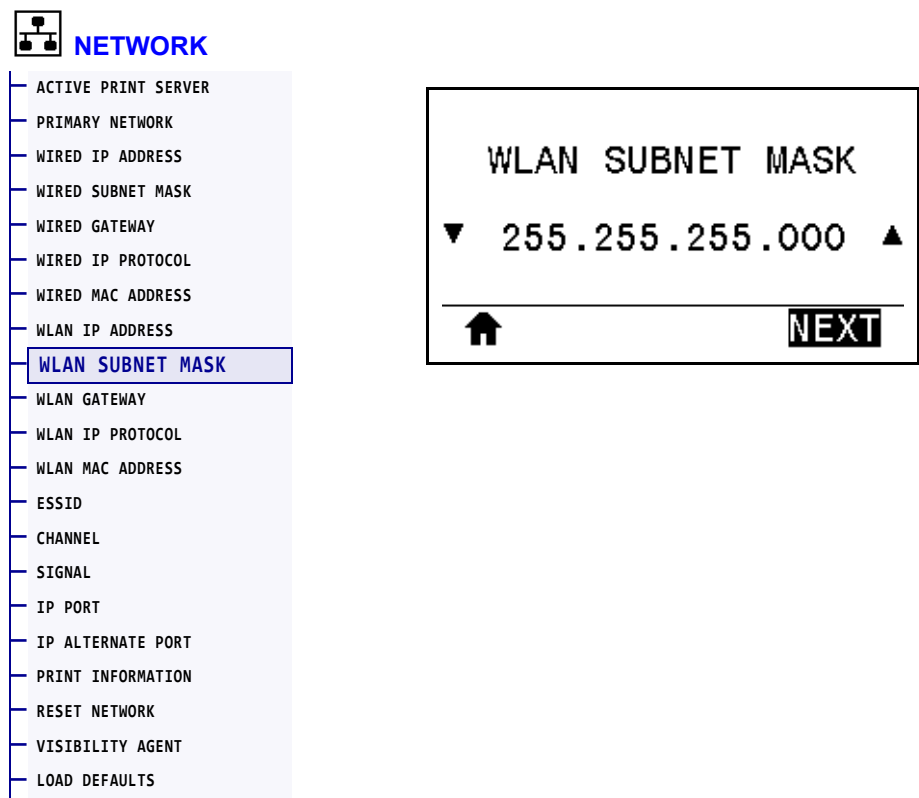 NETWORK
ACTIVE PRINT SERVER
PRIMARY NETWORK
WIRED IP ADDRESS
WIRED SUBNET MASK
WIRED GATEWAY
WIRED IP PROTOCOL
WIRED MAC ADDRESS
WLAN IP ADDRESS
WLAN SUBNET MASK
WLAN GATEWAY
WLAN IP PROTOCOL
WLAN MAC ADDRESS
ESSID
CHANNEL
SIGNAL
IP PORT
IP ALTERNATE PORT
PRINT INFORMATION
RESET NETWORK
VISIBILITY AGENT
LOAD DEFAULTS
WLAN SUBNET MASK
▼ 255.255.255.000 ▲
NEXT